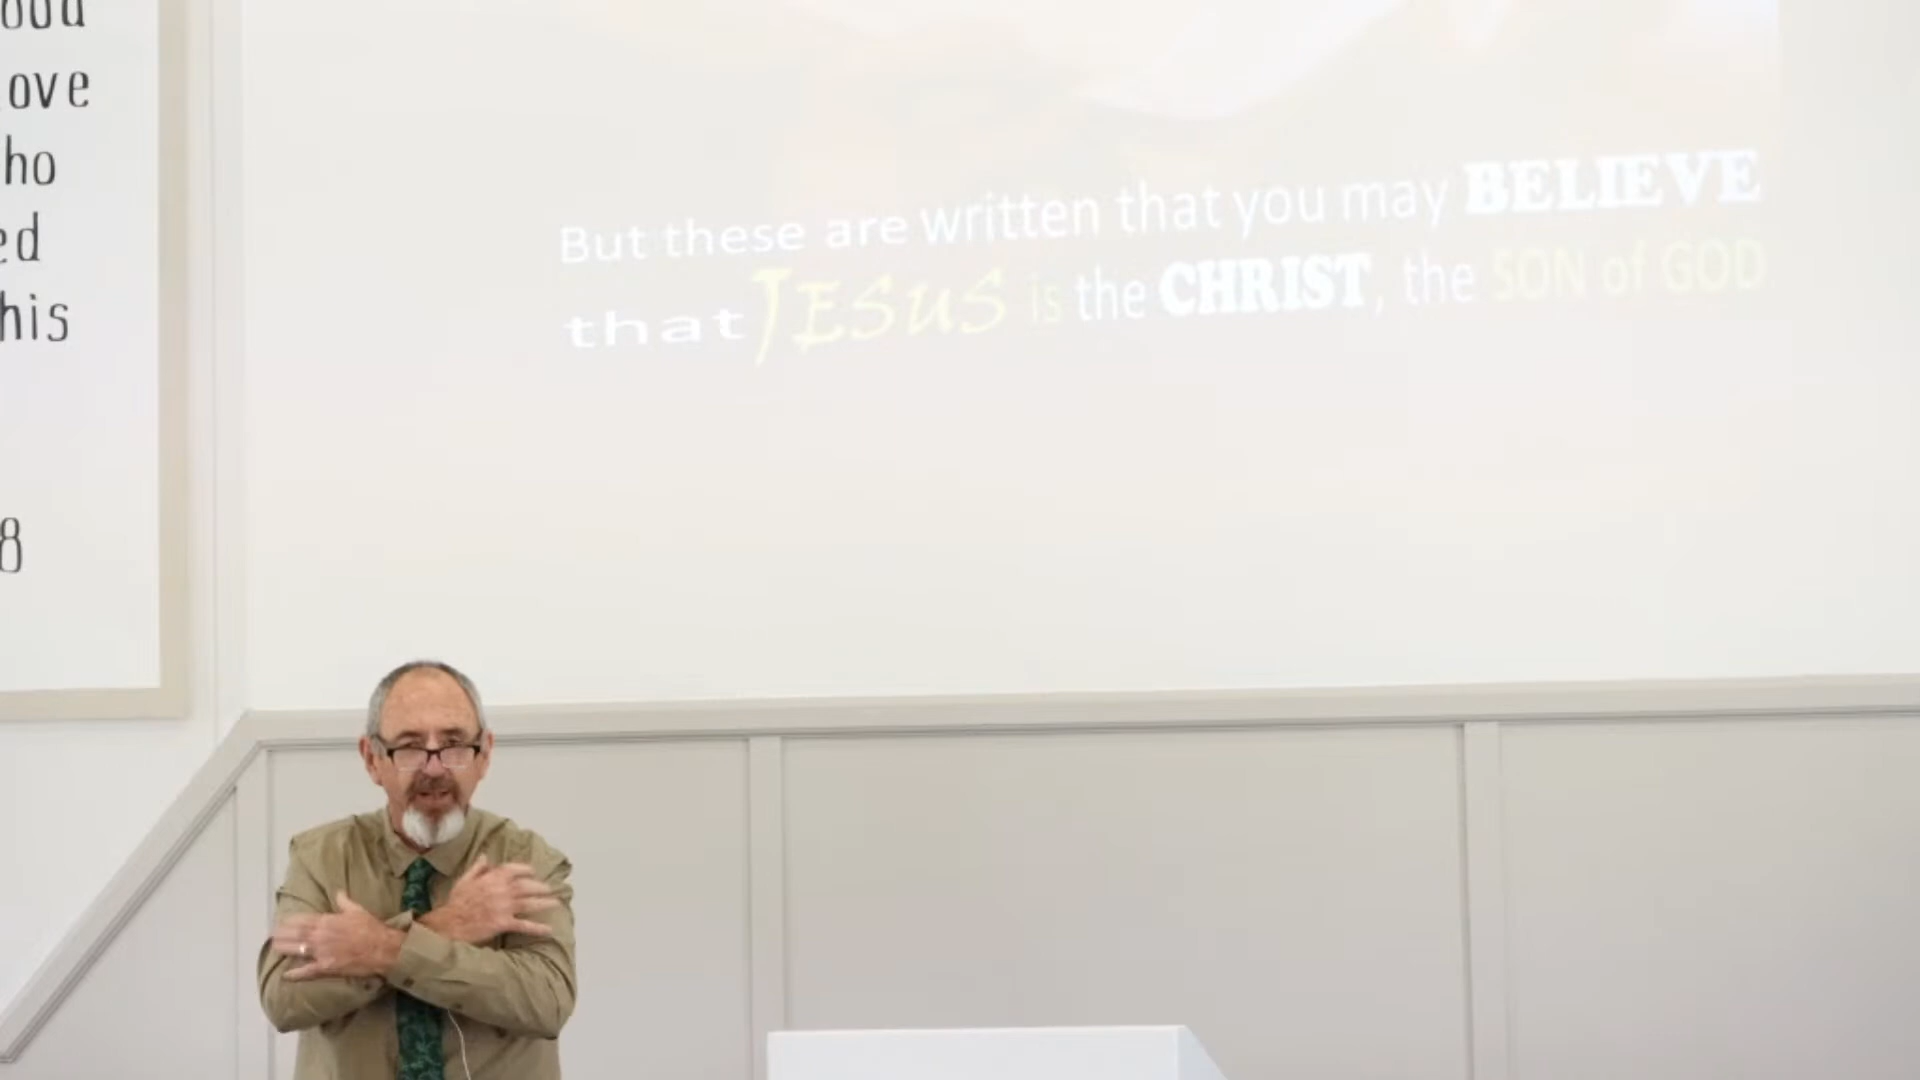 ove
ho
ed
his
8
But these are written that you may BELIEVE
that JESUS is the CHRIST, the SON of GOD